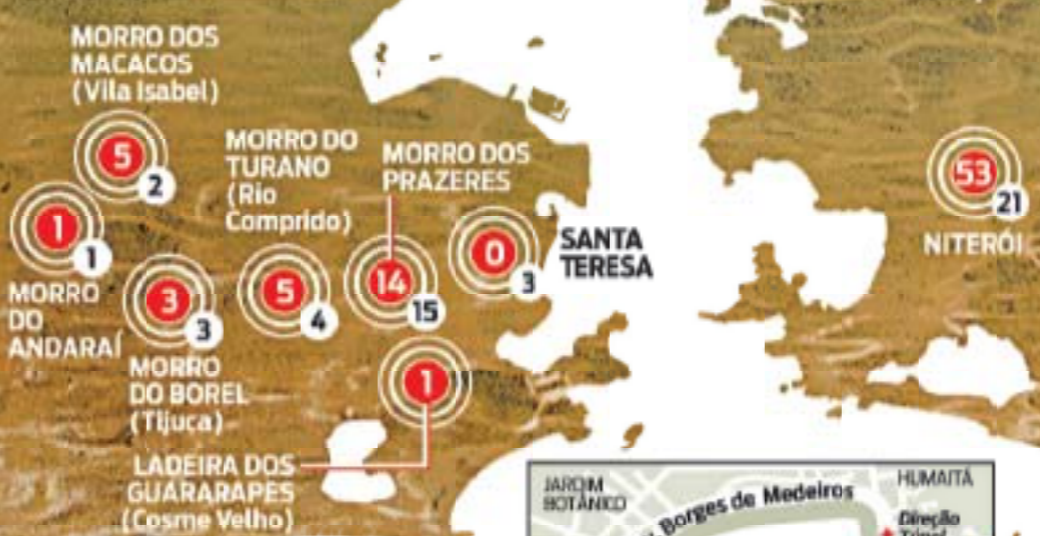 MORRO DOS
MACACOS
(Vila Isabel)
5
2
1
1
MORRO
DO
ANDARAÍ
3
3
MORRO
DO BOREL
(Tijuca)
MORRO DO
TURANO
(Rio
Comprido)
5
4
MORRO DOS
PRAZERES
14
15
0
3
SANTA
TERESA
1
LADEIRA DOS
GUARARAPES
(Cosme Velho)
53
21
NITERÓI
JARDIM
BOTÂNICO
Borges de Medeiros
HUMAITÁ
Direção